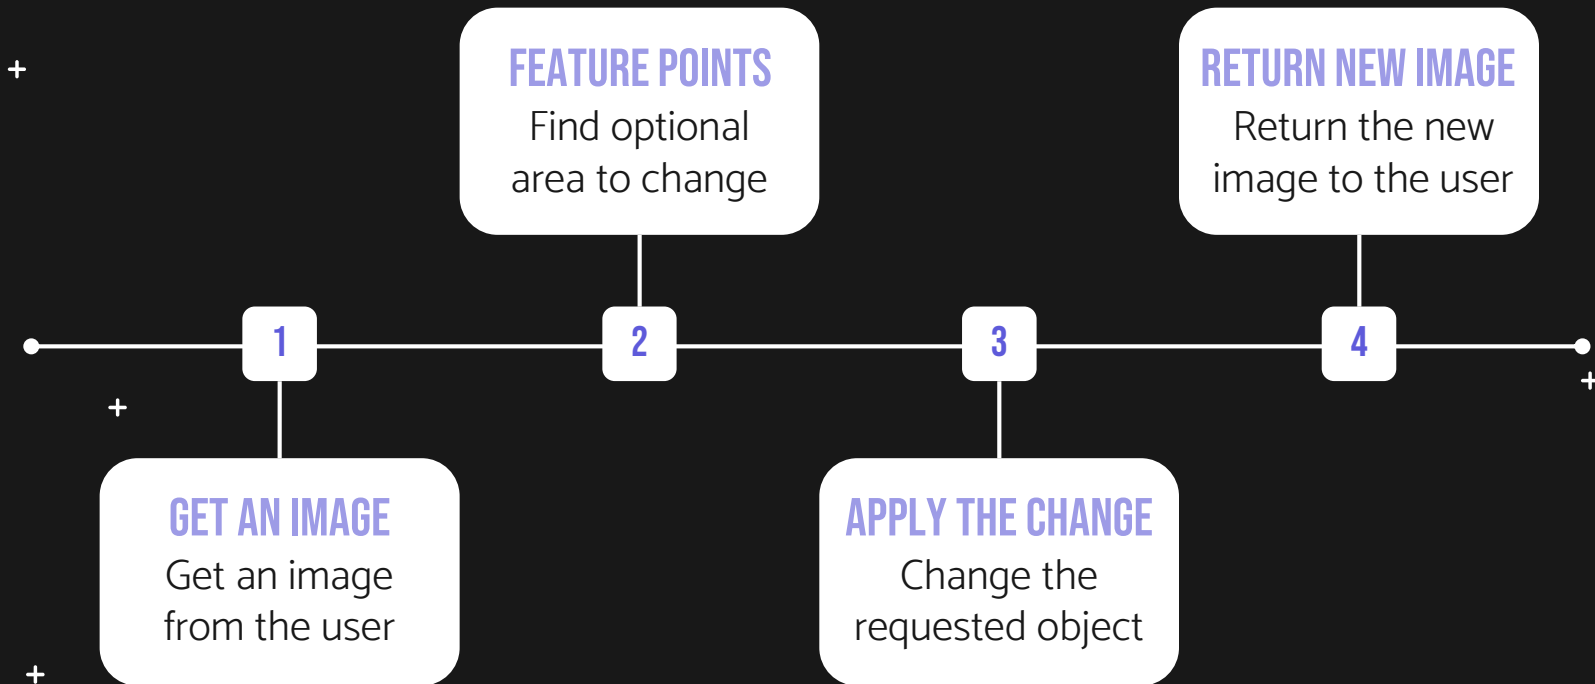 FEATURE POINTS
Find optional
area to change
RETURN NEW IMAGE
Return the new
image to the user
1
2
3
4
GET AN IMAGE
Get an image
from the user
APPLY THE CHANGE
Change the
requested object